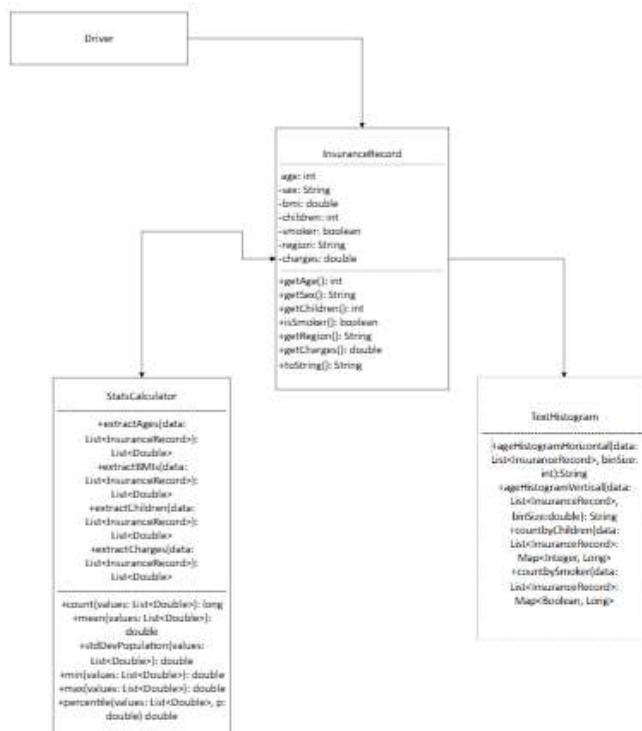 Driver
InsuranceRecord
age: int
-sex: String
-bmi: double
-children: int
-smoker: boolean
-region: String
-charges: double
+getAge(): int
+getSex(): String
+getChildren(): int
+isSmoker(): boolean
+getRegion(): String
+getCharges(): double
+toString(): String
StatsCalculator
+extractAges(data:
List<InsuranceRecord>):
List<Double>
+extractBMIs(data:
List<InsuranceRecord>):
List<Double>
+extractChildren(data:
List<InsuranceRecord>):
List<Double>
+extractCharges(data:
List<InsuranceRecord>):
List<Double>
+count(values: List<Double>): long
+mean(values: List<Double>):
double
+stdDevPopulation(values:
List<Double>): double
+min(values: List<Double>): double
+max(values: List<Double>): double
+percentile(values: List<Double>, p:
double) double
TextHistogram
+ageHistogramHorizontal(data:
List<InsuranceRecord>, binSize:
int):String
+ageHistogramVertical(data:
List<InsuranceRecord>,
binSize:double): String
+countbyChildren(data:
List<InsuranceRecord>:
Map<Integer, Long>
+countbySmoker(data:
List<InsuranceRecord>:
Map<Boolean, Long>